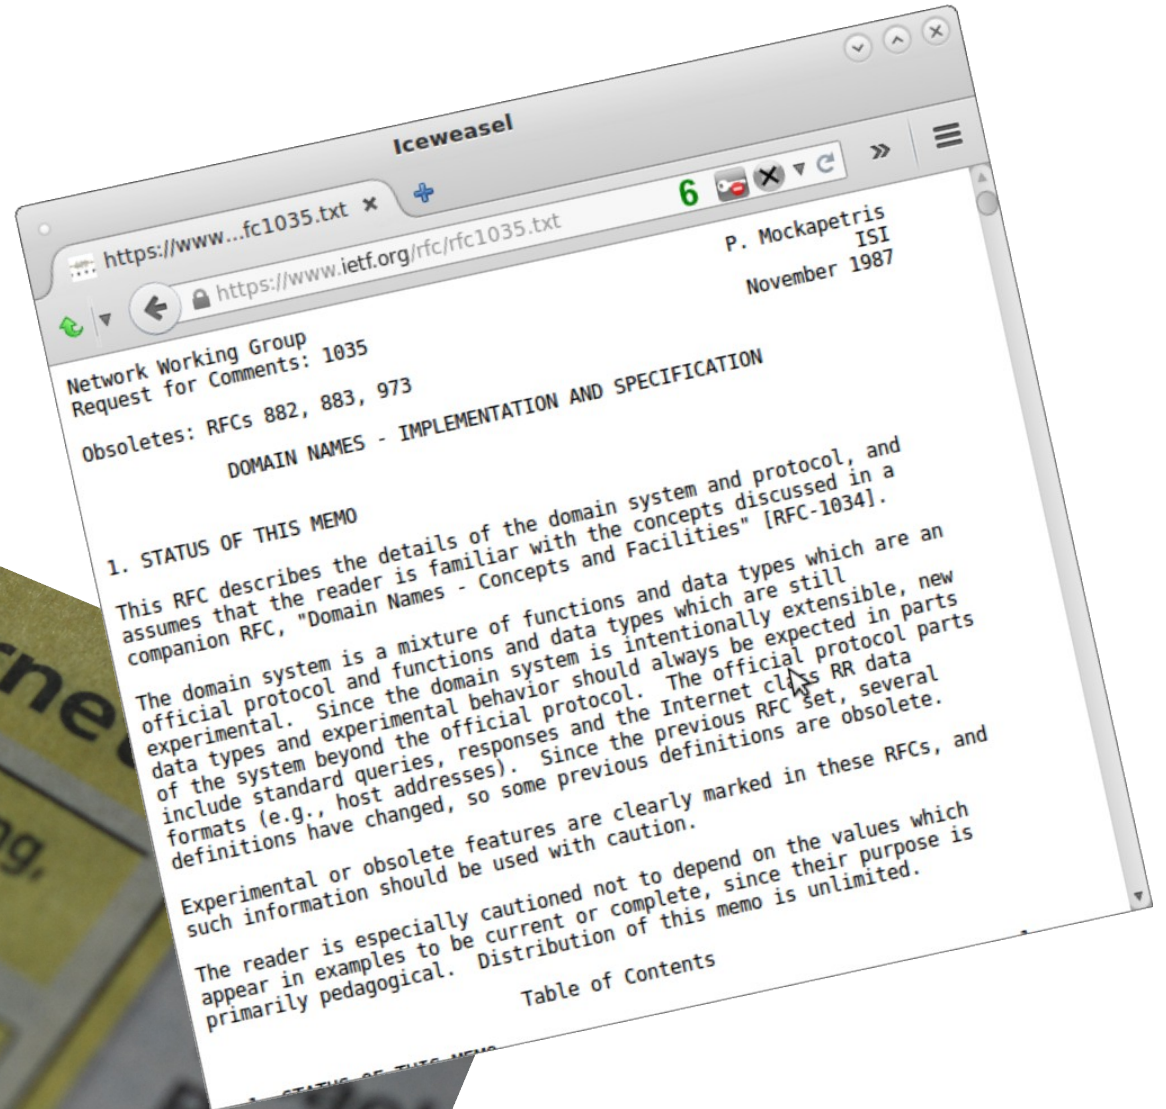 Iceweasel
https://www...fc1035.txt
https://www.ietf.org/rfc/rfc1035.txt
6
Network Working Group P. Mockapetris
Request for Comments: 1035 ISI
November 1987
Obsoletes: RFCs 882, 883, 973
DOMAIN NAMES - IMPLEMENTATION AND SPECIFICATION
1. STATUS OF THIS MEMO
This RFC describes the details of the domain system and protocol, and
assumes that the reader is familiar with the concepts discussed in a
companion RFC, "Domain Names - Concepts and Facilities" [RFC-1034].
The domain system is a mixture of functions and data types which are an
official protocol and functions and data types which are still
experimental. Since the domain system is intentionally extensible, new
data types and experimental behavior should always be expected in parts
of the system beyond the official protocol. The official protocol parts
include standard queries, responses and the Internet class RR data
formats (e.g., host addresses). Since the previous RFC set, several
definitions have changed, so some previous definitions are obsolete.
Experimental or obsolete features are clearly marked in these RFCs, and
such information should be used with caution.
The reader is especially cautioned not to depend on the values which
appear in examples to be current or complete, since their purpose is
primarily pedagogical. Distribution of this memo is unlimited.
Table of Contents
1. STATUS OF THIS MEMO